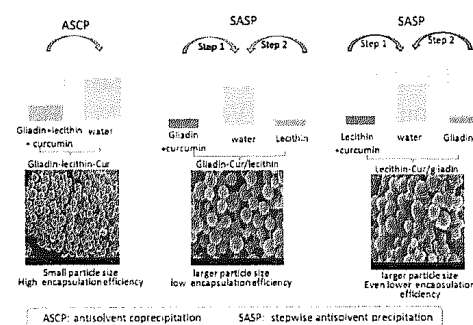 ASCP
SASP
SASP
Step 1
Step 2
Step 1
Step 2
Gliadin+lecithin
+ curcumin
water
Gliadin
+curcumin
water
Lecithin
Lecithin
+curcumin
water
Gliadin
Gliadin-lecithin-Cur
Gliadin-Cur/lecithin
Lecithin-Cur/gliadin
Small particle size
High encapsulation efficiency
larger particle size
low encapsulation efficiency
larger particle size
Even lower encapsulation
efficiency
ASCP: antisolvent coprecipitation
SASP: stepwise antisolvent precipitation